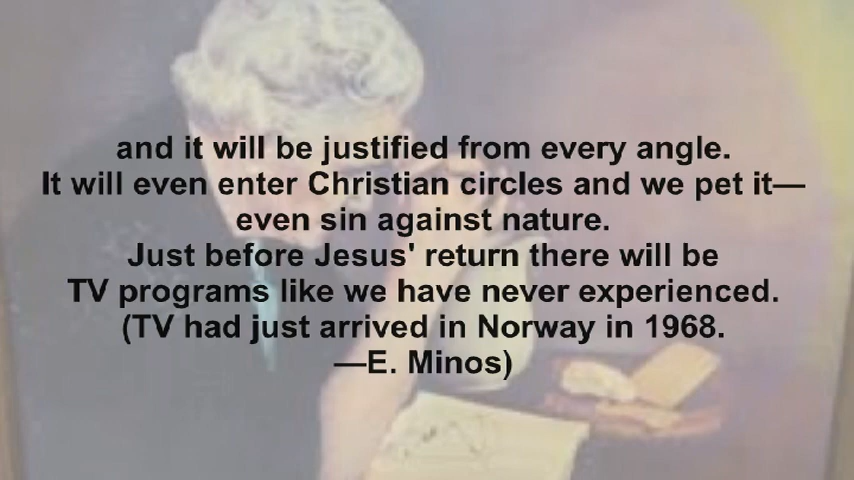 and it will be justified from every angle.
It will even enter Christian circles and we pet it—
even sin against nature.
Just before Jesus' return there will be
TV programs like we have never experienced.
(TV had just arrived in Norway in 1968.
—E. Minos)